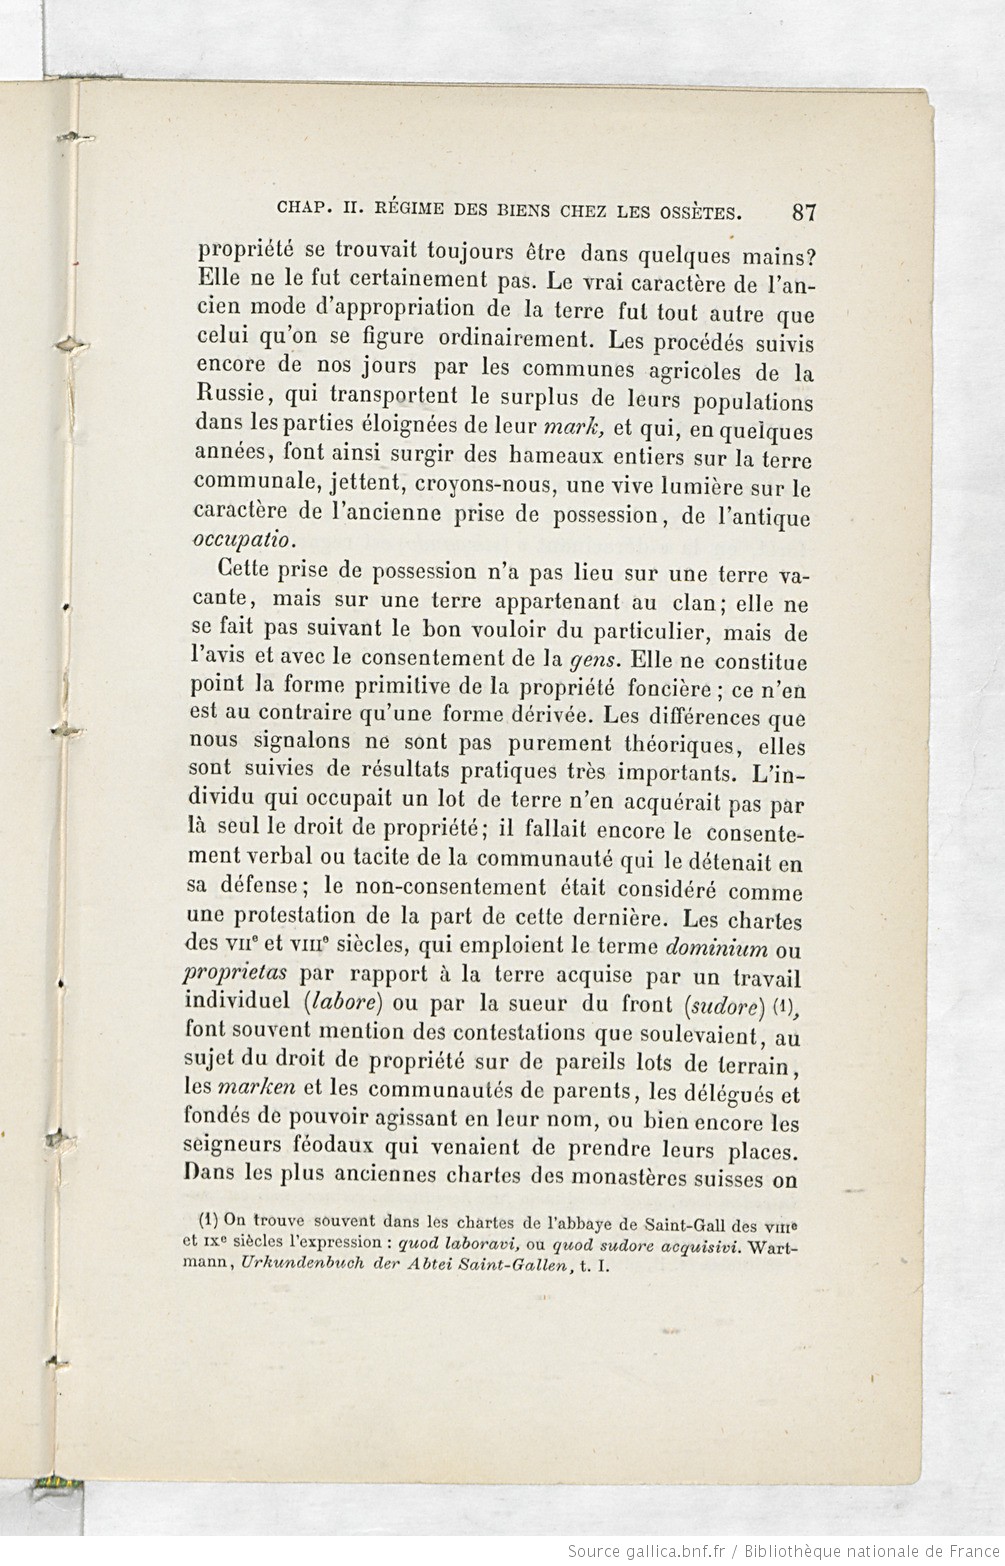 CHAP. II. RÉGIME DES BIENS CHEZ LES OSSÈTES. 87
propriété se trouvait toujours être dans quelques mains?
Elle ne le fut certainement pas. Le vrai caractère de l'an-
cien mode d'appropriation de la terre fut tout autre que
celui qu'on se figure ordinairement. Les procédés suivis
encore de nos jours par les communes agricoles de la
Russie, qui transportent le surplus de leurs populations
dans les parties éloignées de leur mark, et qui, en quelques
années, font ainsi surgir des hameaux entiers sur la terre
communale, jettent, croyons-nous, une vive lumière sur le
caractère de l'ancienne prise de possession, de l'antique
occupatio.
Cette prise de possession n'a pas lieu sur une terre va-
cante, mais sur une terre appartenant au clan; elle ne
se fait pas suivant le bon vouloir du particulier, mais de
l'avis et avec le consentement de la gens. Elle ne constitue
point la forme primitive de la propriété foncière; ce n'en
est au contraire qu'une forme dérivée. Les différences que
nous signalons ne sont pas purement théoriques, elles
sont suivies de résultats pratiques très importants. L'in-
dividu qui occupait un lot de terre n'en acquérait pas par
là seul le droit de propriété; il fallait encore le consente-
ment verbal ou tacite de la communauté qui le détenait en
sa défense; le non-consentement était considéré comme
une protestation de la part de cette dernière. Les chartes
des VIIe et VIIIe siècles, qui emploient le terme dominium ou
proprietas par rapport à la terre acquise par un travail
individuel (labore) ou par la sueur du front (sudore) (1),
font souvent mention des contestations que soulevaient, au
sujet du droit de propriété sur de pareils lots de terrain,
les marken et les communautés de parents, les délégués et
fondés de pouvoir agissant en leur nom, ou bien encore les
seigneurs féodaux qui venaient de prendre leurs places.
Dans les plus anciennes chartes des monastères suisses on
(1) On trouve souvent dans les chartes de l'abbaye de Saint-Gall des VIIIe
et IXe siècles l'expression : quod laboravi, ou quod sudore acquisivi. Wart-
mann, Urkundenbuch der Abtei Saint-Gallen, t. I.
Source gallica.bnf.fr / Bibliothèque nationale de France